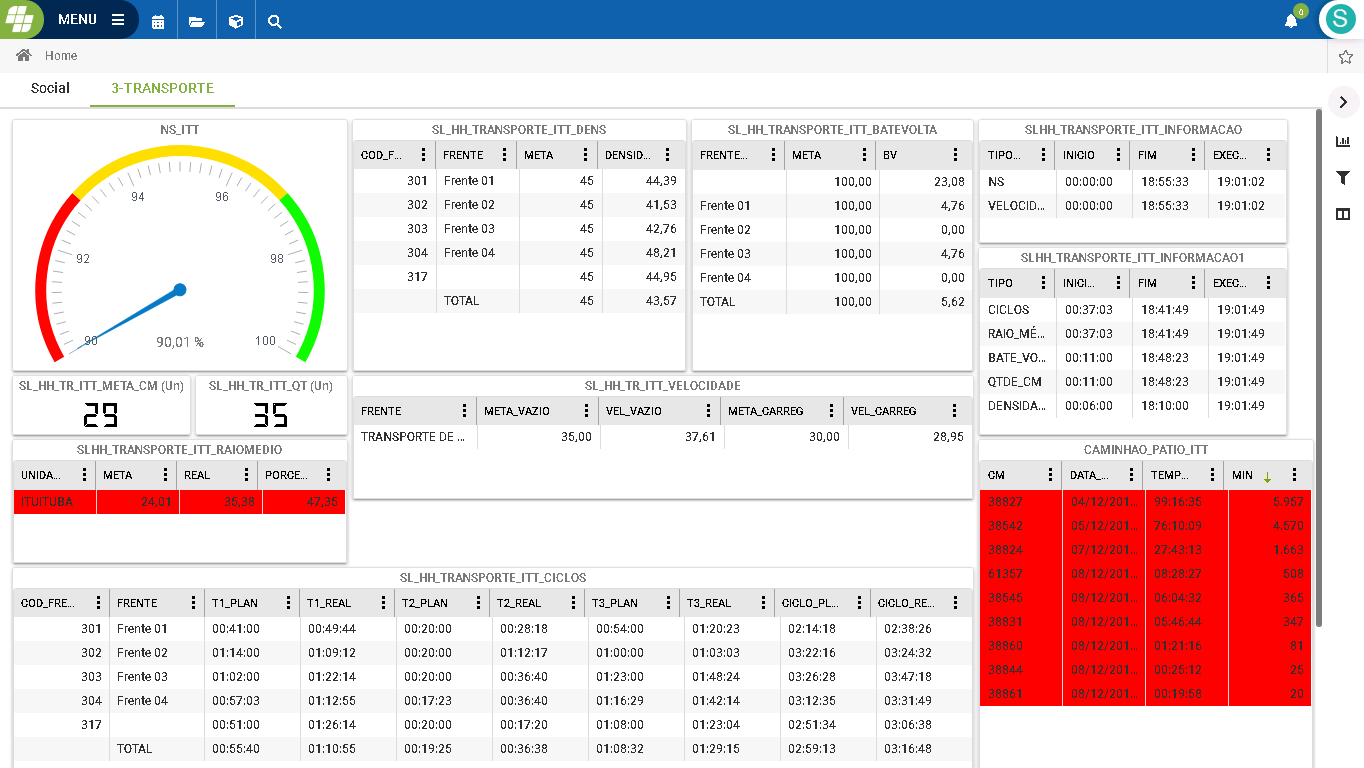 MENU
0
S
Home
Social
3-TRANSPORTE
NS_ITT
90
92
94
96
98
100
90,01 %
SL_HH_TRANSPORTE_ITT_DENS
COD_F... FRENTE META DENSID...
301 Frente 01 45 44,39
302 Frente 02 45 41,53
303 Frente 03 45 42,76
304 Frente 04 45 48,21
317 45 44,95
TOTAL 45 43,57
SL_HH_TRANSPORTE_ITT_BATEVOLTA
FRENTE... META BV
100,00 23,08
Frente 01 100,00 4,76
Frente 02 100,00 0,00
Frente 03 100,00 4,76
Frente 04 100,00 0,00
TOTAL 100,00 5,62
SLHH_TRANSPORTE_ITT_INFORMACAO
TIPO... INICIO FIM EXEC...
NS 00:00:00 18:55:33 19:01:02
VELOCID... 00:00:00 18:55:33 19:01:02
SLHH_TRANSPORTE_ITT_INFORMACAO1
TIPO INICI... FIM EXEC...
CICLOS 00:37:03 18:41:49 19:01:49
RAIO_MÉ... 00:37:03 18:41:49 19:01:49
BATE_VO... 00:11:00 18:48:23 19:01:49
QTDE_CM 00:11:00 18:48:23 19:01:49
DENSIDA... 00:06:00 18:10:00 19:01:49
SL_HH_TR_ITT_META_CM (Un)
29
SL_HH_TR_ITT_QT (Un)
35
SL_HH_TR_ITT_VELOCIDADE
FRENTE META_VAZIO VEL_VAZIO META_CARREG VEL_CARREG
TRANSPORTE DE ... 35,00 37,61 30,00 28,95
SLHH_TRANSPORTE_ITT_RAIOMEDIO
UNIDA... META REAL PORCE...
ITUITUBA 24,01 35,38 47,35
CAMINHAO_PATIO_ITT
CM DATA_... TEMP... MIN
38827 04/12/201... 99:16:35 5.957
38542 05/12/201... 76:10:09 4.570
38824 07/12/201... 27:43:13 1.663
61357 08/12/201... 08:28:27 508
38545 08/12/201... 06:04:32 365
38831 08/12/201... 05:46:44 347
38860 08/12/201... 01:21:16 81
38844 08/12/201... 00:25:12 25
38861 08/12/201... 00:19:58 20
SL_HH_TRANSPORTE_ITT_CICLOS
COD_FRE... FRENTE T1_PLAN T1_REAL T2_PLAN T2_REAL T3_PLAN T3_REAL CICLO_PL... CICLO_RE...
301 Frente 01 00:41:00 00:49:44 00:20:00 00:28:18 00:54:00 01:20:23 02:14:18 02:38:26
302 Frente 02 01:14:00 01:09:12 00:20:00 01:12:17 01:00:00 01:03:03 03:22:16 03:24:32
303 Frente 03 01:02:00 01:22:14 00:20:00 00:36:40 01:23:00 01:48:24 03:26:28 03:47:18
304 Frente 04 00:57:03 01:12:55 00:17:23 00:36:40 01:16:29 01:42:14 03:12:35 03:31:49
317 00:51:00 01:26:14 00:20:00 00:17:20 01:08:00 01:23:04 02:51:34 03:06:38
TOTAL 00:55:40 01:10:55 00:19:25 00:36:38 01:08:32 01:29:15 02:59:13 03:16:48